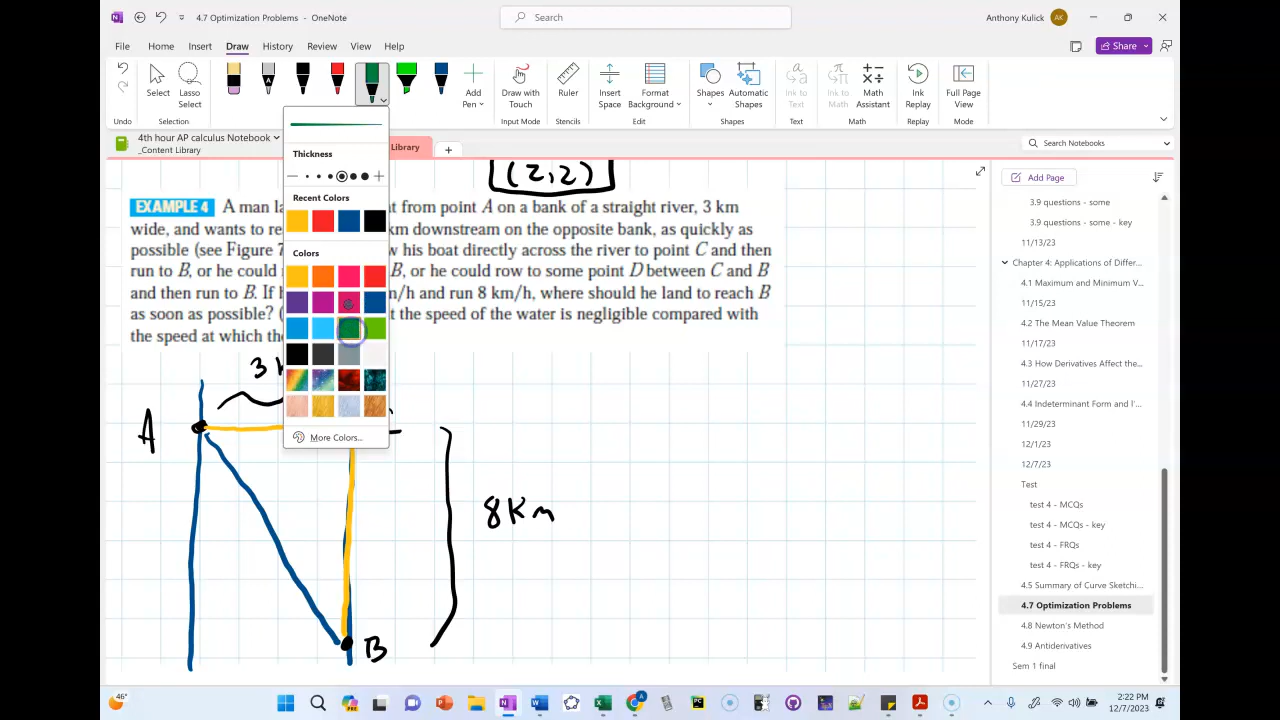 4.7 Optimization Problems - OneNote
Search
Anthony Kulick
AK
File Home Insert Draw History Review View Help
Share
Select
Lasso Select
Add Pen
Draw with Touch
Ruler
Insert Space
Format Background
Shapes
Automatic Shapes
Ink to Text
Ink to Math
Math Assistant
Ink Replay
Full Page View
Undo
Selection
Input Mode
Stencils
Edit
Shapes
Text
Math
Replay
Mode
4th hour AP calculus Notebook
_Content Library
Library
Search Notebooks
Thickness
Recent Colors
Colors
More Colors...
(2,2)
EXAMPLE 4 A man la t from point A on a bank of a straight river, 3 km
wide, and wants to re km downstream on the opposite bank, as quickly as
possible (see Figure 7 w his boat directly across the river to point C and then
run to B, or he could B, or he could row to some point D between C and B
and then run to B. If h m/h and run 8 km/h, where should he land to reach B
as soon as possible? ( t the speed of the water is negligible compared with
the speed at which the
3 K
A
8Km
B
Add Page
3.9 questions - some
3.9 questions - some - key
11/13/23
Chapter 4: Applications of Differ...
4.1 Maximum and Minimum V...
11/15/23
4.2 The Mean Value Theorem
11/17/23
4.3 How Derivatives Affect the...
11/27/23
4.4 Indeterminant Form and l'...
11/29/23
12/1/23
12/7/23
Test
test 4 - MCQs
test 4 - MCQs - key
test 4 - FRQs
test 4 - FRQs - key
4.5 Summary of Curve Sketchi...
4.7 Optimization Problems
4.8 Newton's Method
4.9 Antiderivatives
Sem 1 final
46°
2:22 PM
12/7/2023